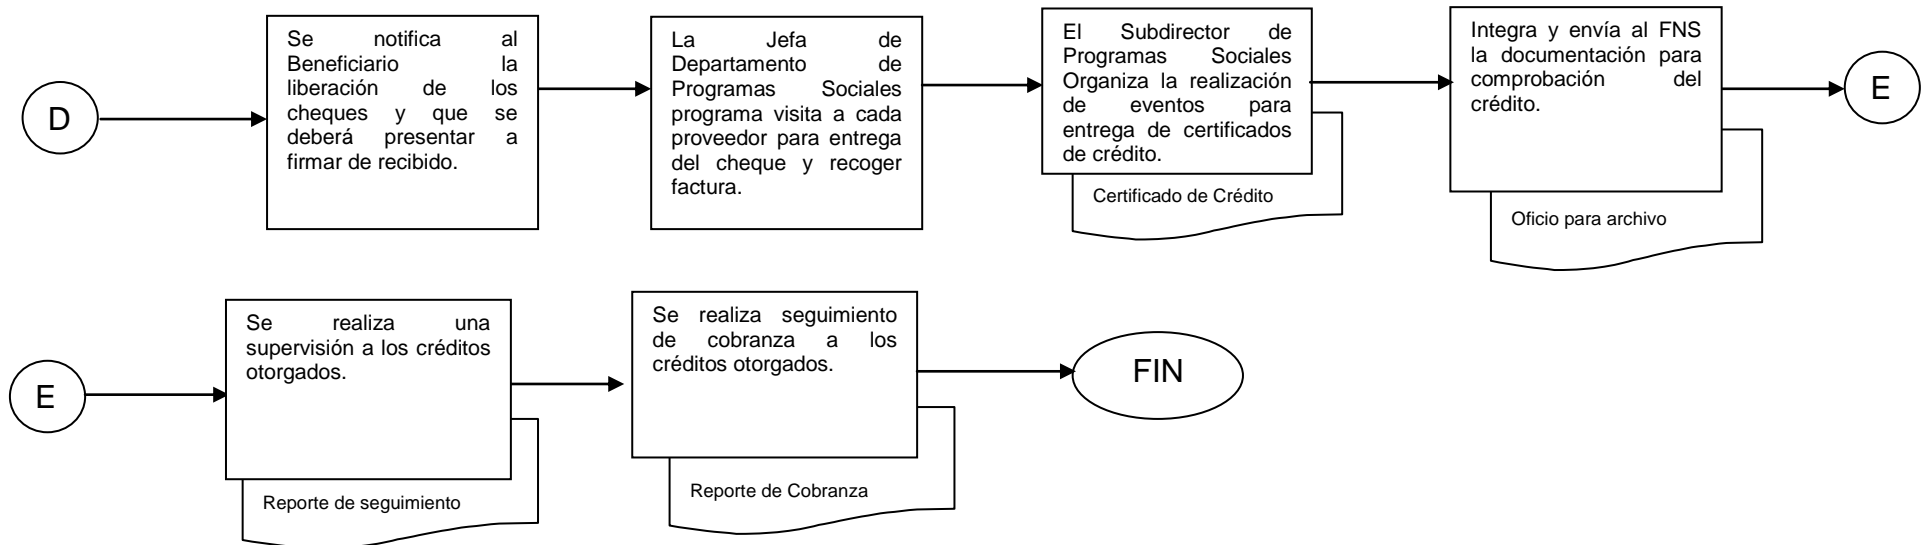 D
Se notifica al
Beneficiario la
liberación de los
cheques y que se
deberá presentar a
firmar de recibido.
La Jefa de
Departamento de
Programas Sociales
programa visita a cada
proveedor para entrega
del cheque y recoger
factura.
El Subdirector de
Programas Sociales
Organiza la realización
de eventos para
entrega de certificados
de crédito.
Certificado de Crédito
Integra y envía al FNS
la documentación para
comprobación del
crédito.
Oficio para archivo
E
E
Se realiza una
supervisión a los créditos
otorgados.
Reporte de seguimiento
Se realiza seguimiento
de cobranza a los
créditos otorgados.
Reporte de Cobranza
FIN